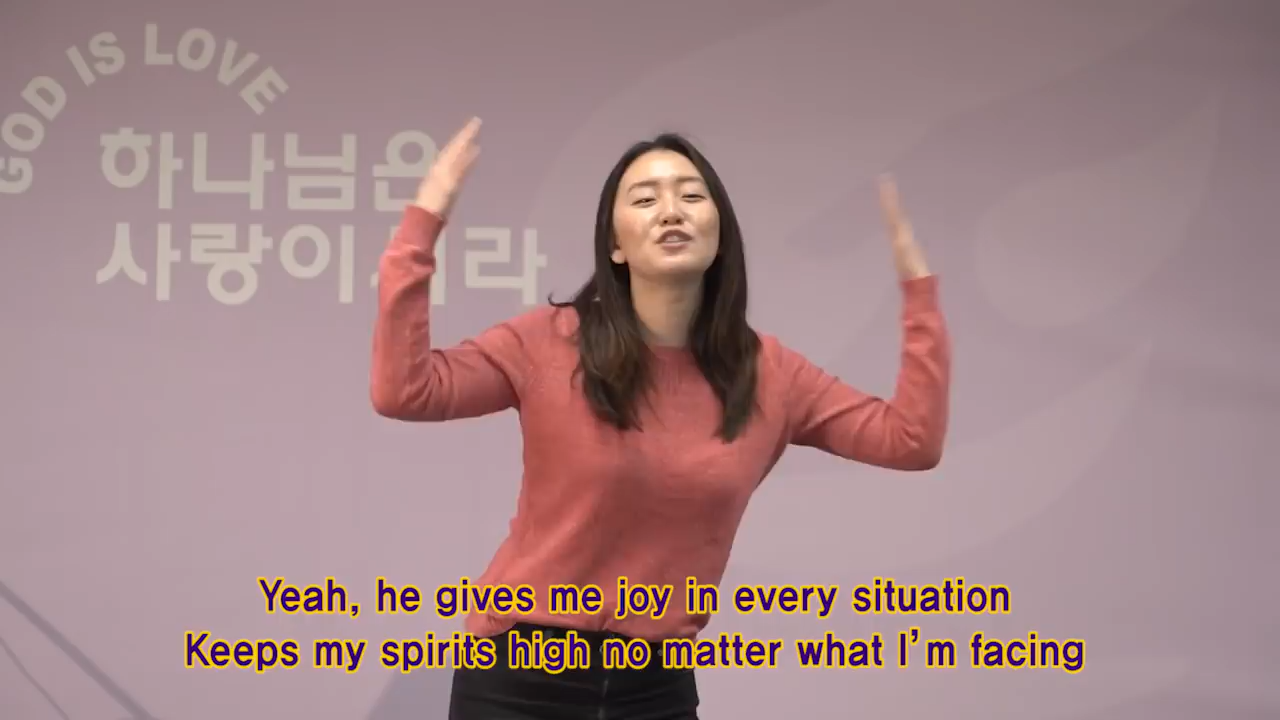 GOD IS LOVE
하나님은
사랑이시라
Yeah, he gives me joy in every situation
Keeps my spirits high no matter what I'm facing